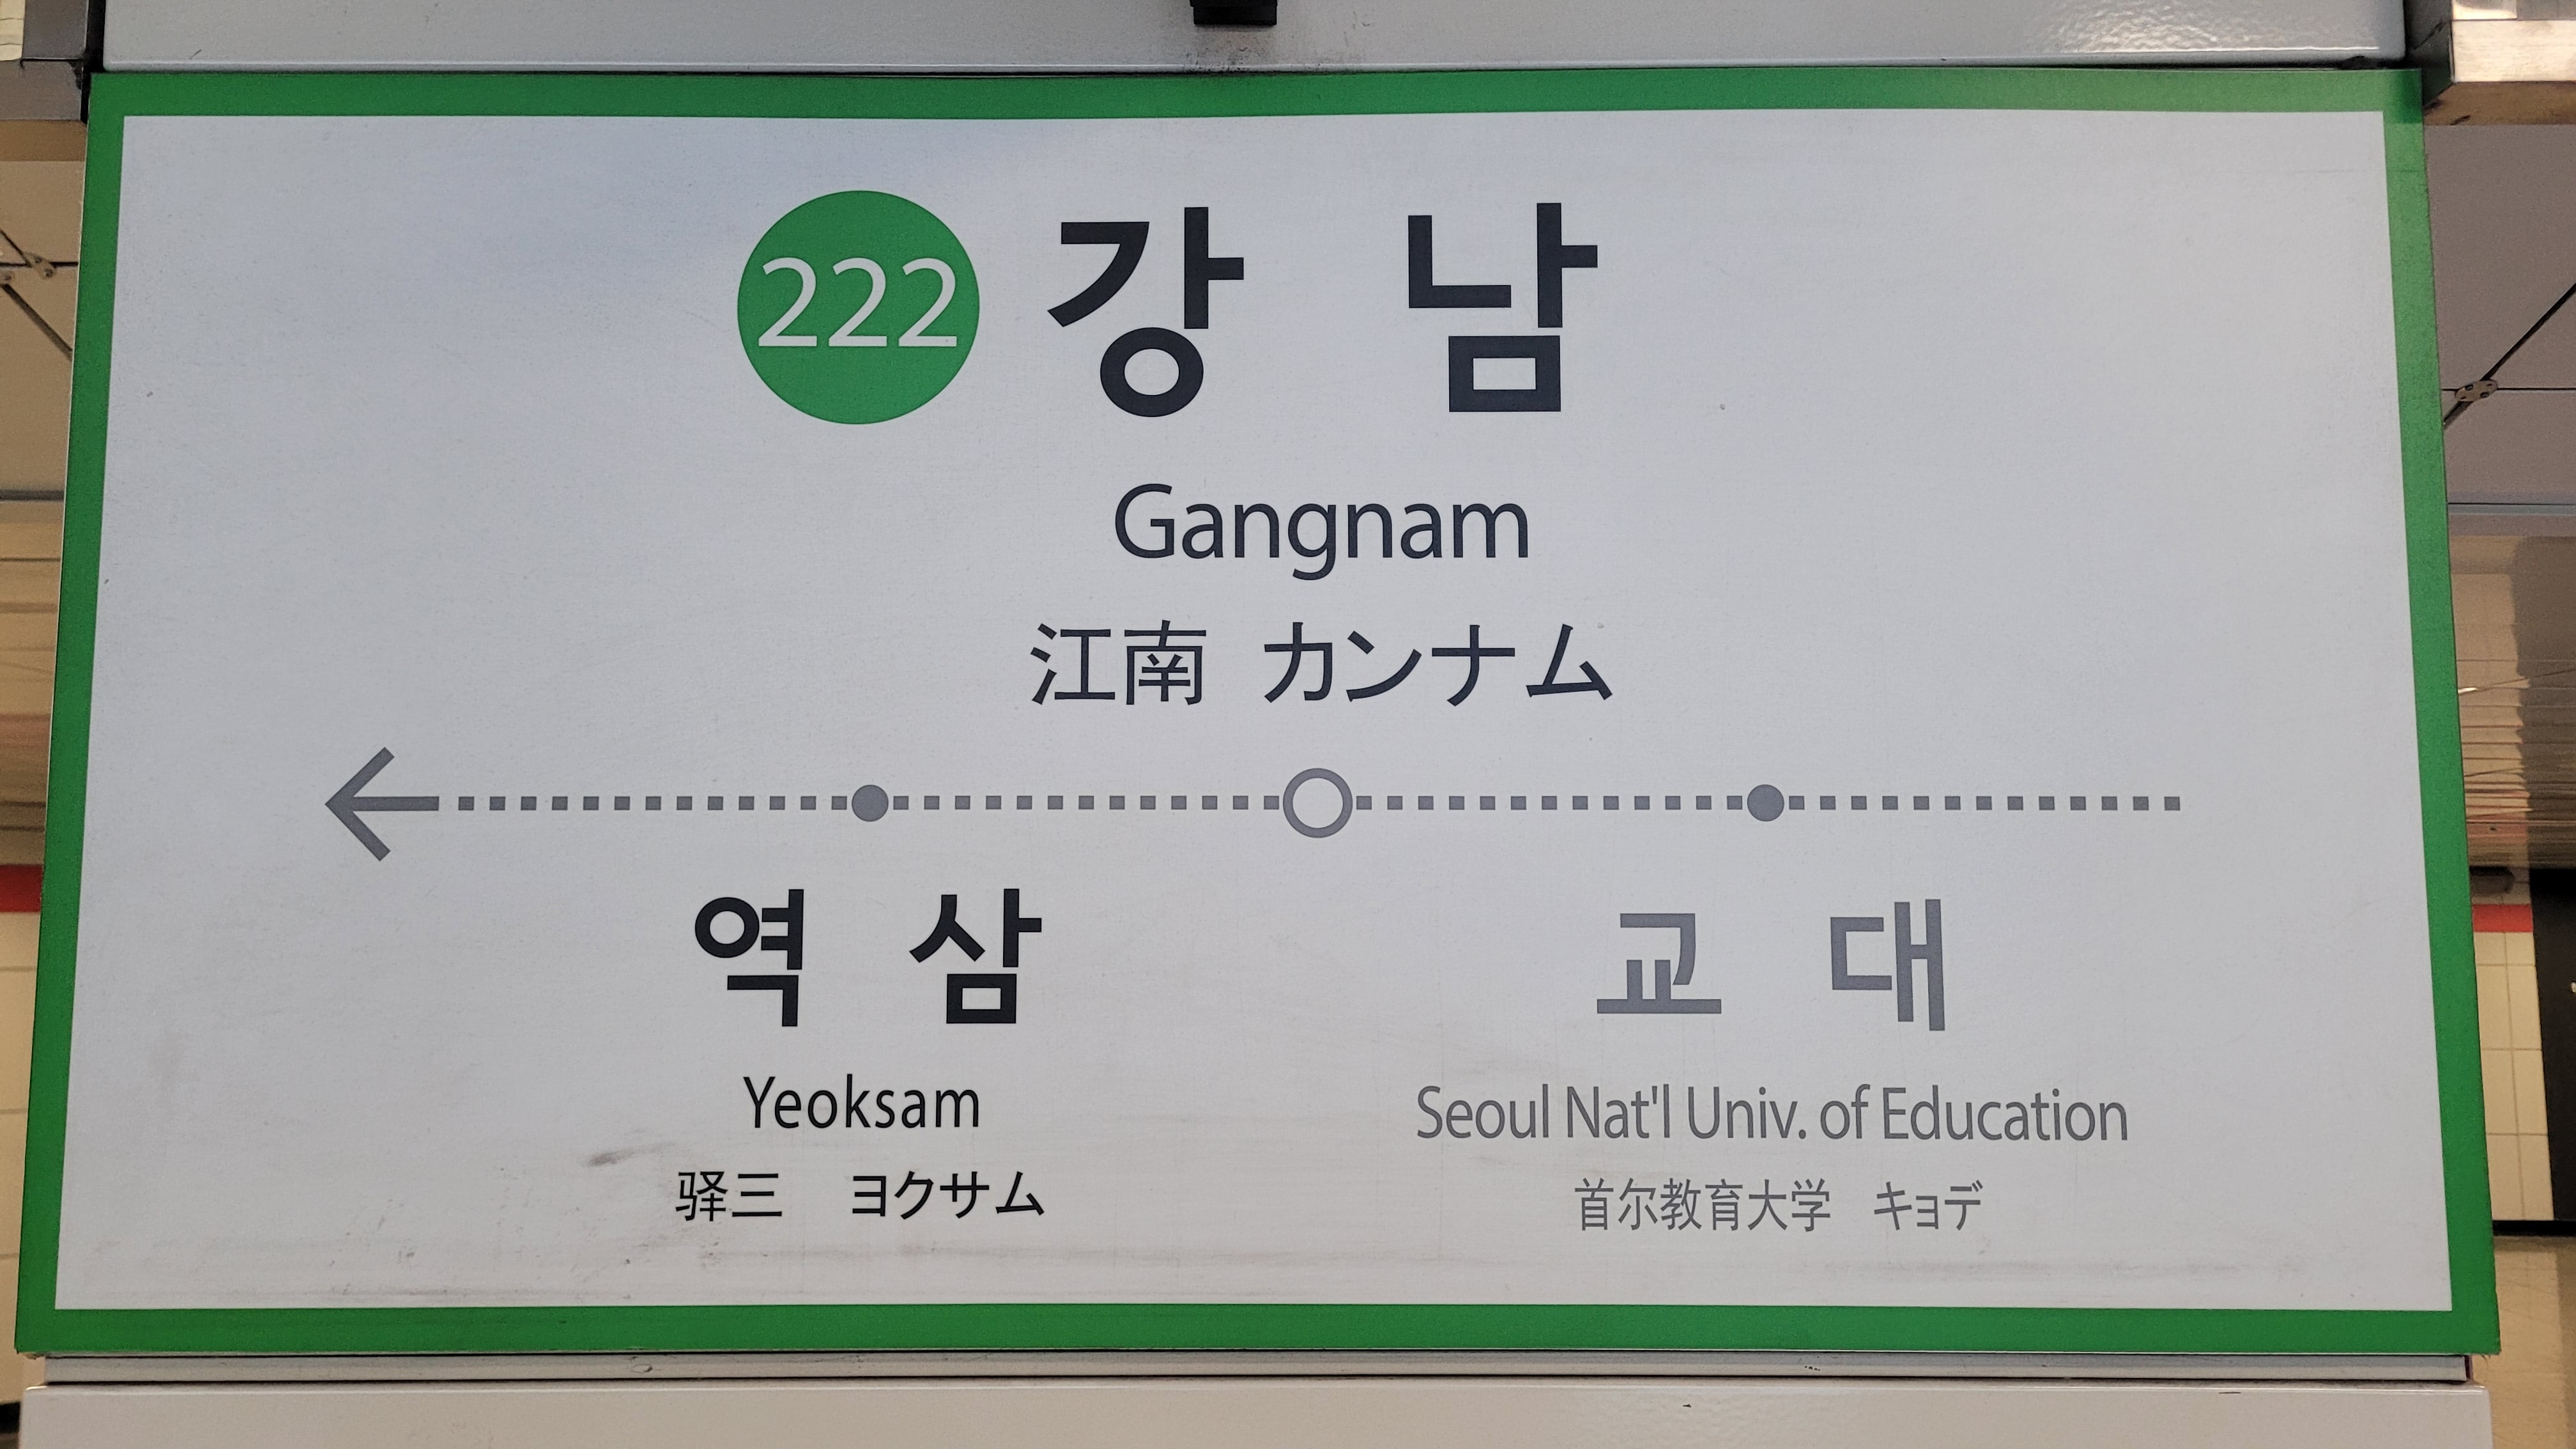 222 강 남
Gangnam
江南 カンナム
역 삼 교 대
Yeoksam Seoul Nat'l Univ. of Education
驿三 ヨクサム 首尔教育大学 キョデ